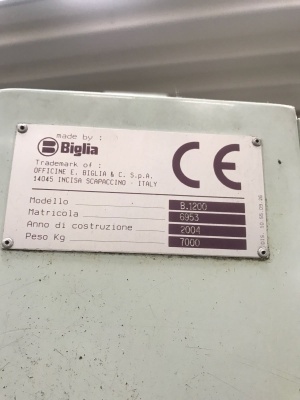 made by :
Biglia
Trademark of :
OFFICINE E. BIGLIA & C. S.p.A.
14045 INCISA SCAPACCINO - ITALY
CE
Modello B.1200
Matricola 6953
Anno di costruzione 2004
Peso Kg 7000